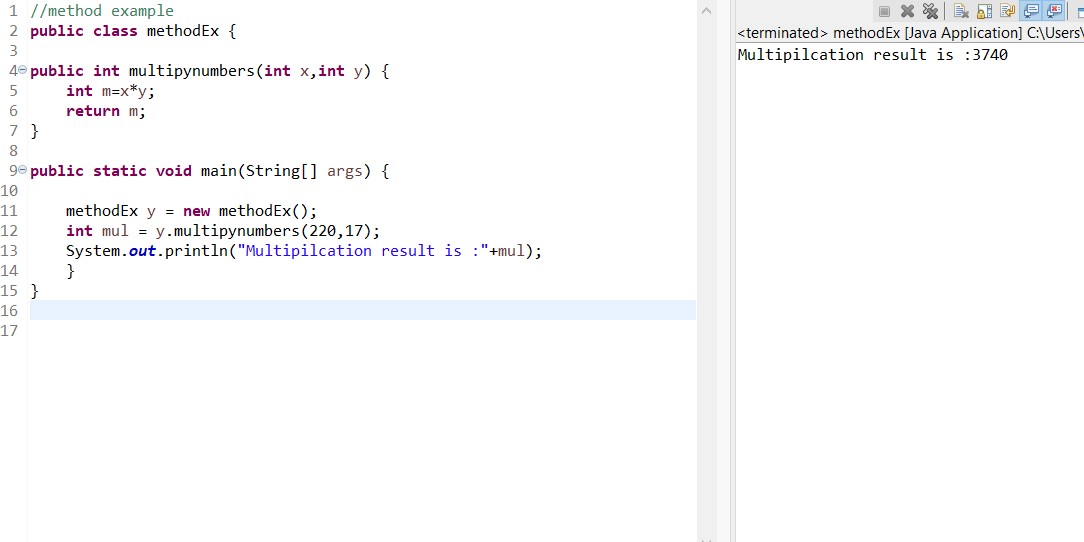 1 //method example
2 public class methodEx {
3
4 public int multipynumbers(int x,int y) {
5     int m=x*y;
6     return m;
7 }
8
9 public static void main(String[] args) {
10
11     methodEx y = new methodEx();
12     int mul = y.multipynumbers(220,17);
13     System.out.println("Multipilcation result is :"+mul);
14     }
15 }
16
17
<terminated> methodEx [Java Application] C:\Users\
Multipilcation result is :3740